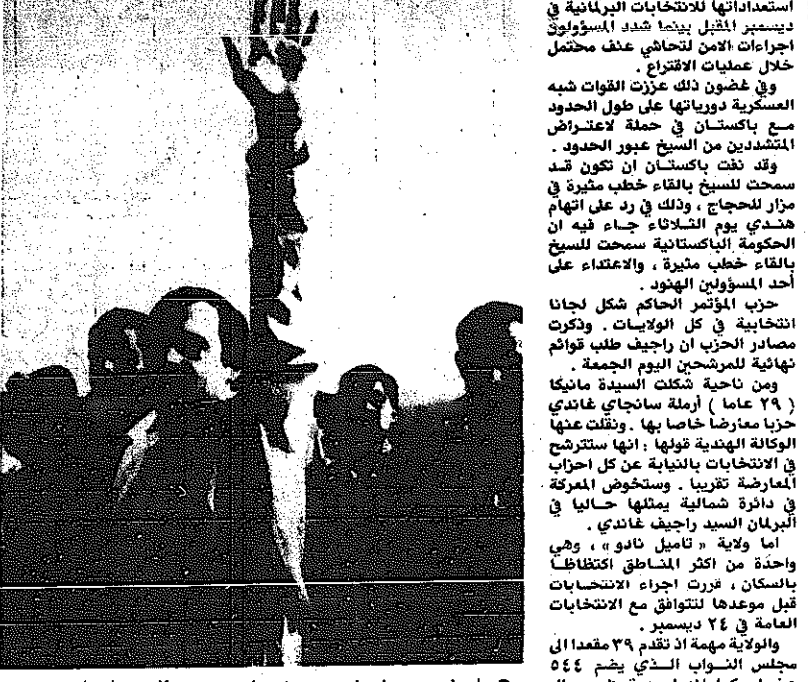 استعداداتها للانتخابات البرلمانية في
ديسمبر المقبل بينما شدد المسؤولون
اجراءات الامن لتحاشي عنف محتمل
خلال عمليات الاقتراع .
وفي غضون ذلك عززت القوات شبه
العسكرية دورياتها على طول الحدود
مع باكستان في حملة لاعتراض
المتشددين من السيخ عبور الحدود .
وقد نفت باكستان ان تكون قد
سمحت للسيخ بالقاء خطب مثيرة في
مزار للحجاج ، وذلك في رد على اتهام
هندي يوم الثلاثاء جاء فيه ان
الحكومة الباكستانية سمحت للسيخ
بالقاء خطب مثيرة ، والاعتداء على
أحد المسؤولين الهنود .
حزب المؤتمر الحاكم شكل لجانا
انتخابية في كل الولايات . وذكرت
مصادر الحزب ان راجيف طلب قوائم
نهائية للمرشحين اليوم الجمعة .
ومن ناحية شكلت السيدة مانيكا
( ٢٩ عاما ) أرملة سانجاي غاندي
حزبا معارضا خاصا بها . ونقلت عنها
الوكالة الهندية قولها : انها ستترشح
في الانتخابات بالنيابة عن كل احزاب
المعارضة تقريبا . وستخوض المعركة
في دائرة شمالية يمثلها حاليا في
البرلمان السيد راجيف غاندي .
اما ولاية « تاميل نادو » ، وهي
واحدة من اكثر المناطق اكتظاظا
بالسكان ، قررت اجراء الانتخابات
قبل موعدها لتتوافق مع الانتخابات
العامة في ٢٤ ديسمبر .
والولاية مهمة اذ تقدم ٣٩ مقعدا الى
مجلس النواب الذي يضم ٥٤٤